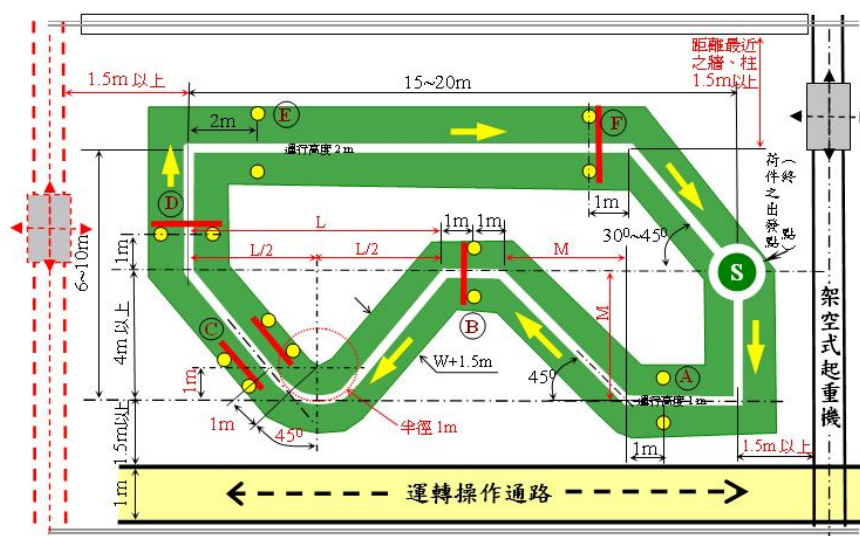 距離最近
之牆、柱
1.5m以上
1.5m 以上
15~20m
E
F
2m
運行高度 2 m
荷件之出發點
(終點)
D
L
1m
1m
1m
30⁰~45⁰
6~10m
1m
L/2
L/2
M
S
B
M
C
4m 以上
W+1.5m
A
45⁰
1m
運行高度 1 m
1m
45⁰
半徑 1m
1m
1.5m以上
1.5m 以上
1m
運轉操作通路
架空式起重機